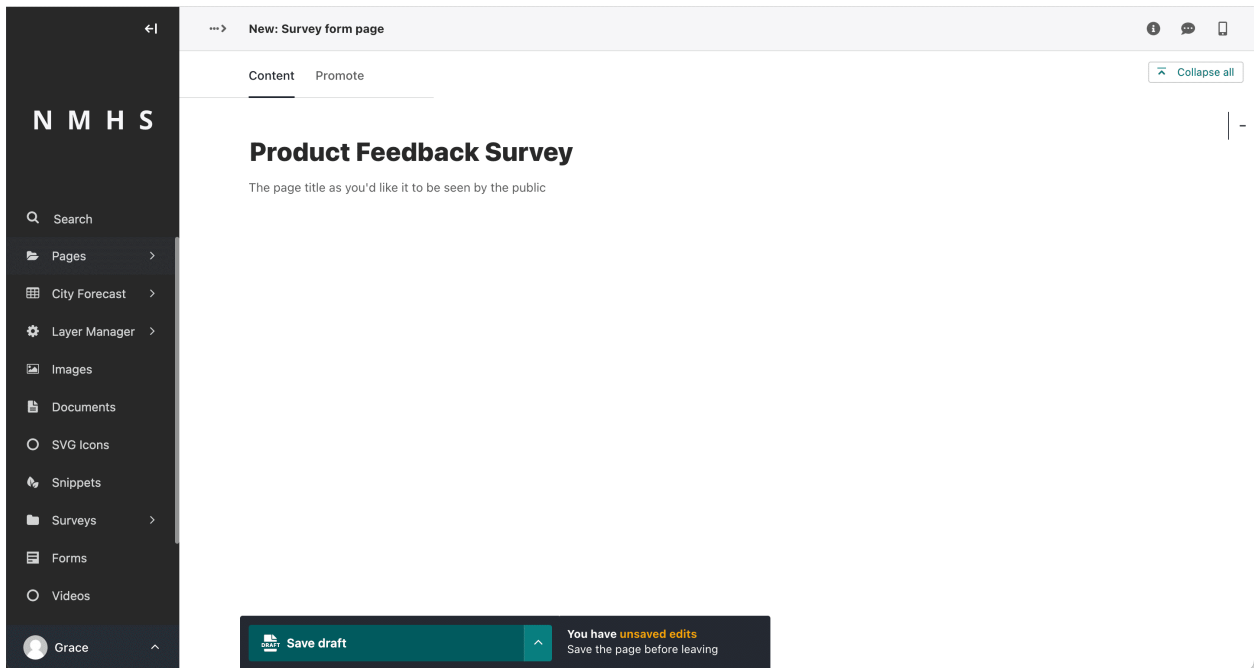 New: Survey form page
Content
Promote
Collapse all
N M H S
Product Feedback Survey
The page title as you'd like it to be seen by the public
Search
Pages
City Forecast
Layer Manager
Images
Documents
SVG Icons
Snippets
Surveys
Forms
Videos
Grace
DRAFT
Save draft
You have unsaved edits
Save the page before leaving